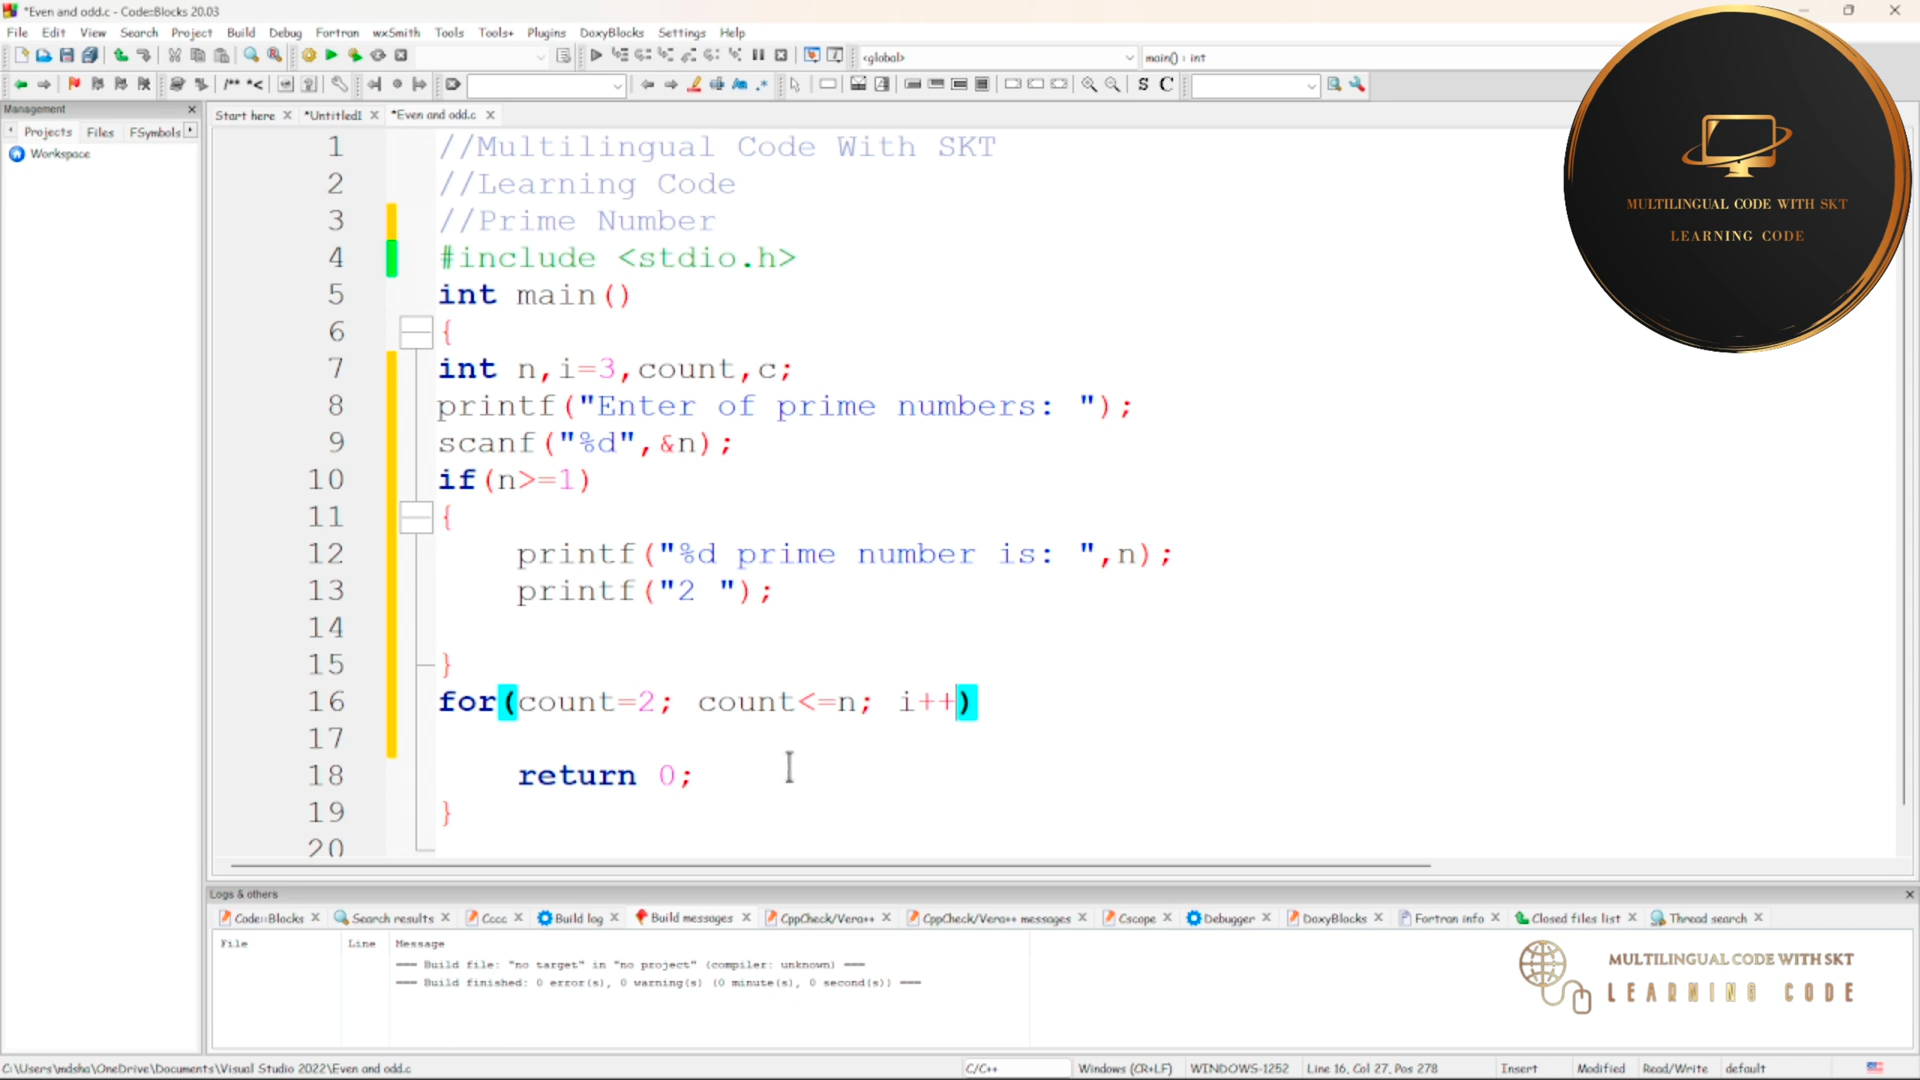 *Even and odd.c - Code::Blocks 20.03
File Edit View Search Project Build Debug Fortran wxSmith Tools Tools+ Plugins DoxyBlocks Settings Help
<global> main() : int
Management
Projects Files FSymbols
Workspace
Start here *Untitled1 *Even and odd.c
1 //Multilingual Code With SKT
2 //Learning Code
3 //Prime Number
4 #include <stdio.h>
5 int main()
6 {
7 int n,i=3,count,c;
8 printf("Enter of prime numbers: ");
9 scanf("%d",&n);
10 if(n>=1)
11 {
12 printf("%d prime number is: ",n);
13 printf("2 ");
14
15 }
16 for(count=2; count<=n; i++)
17
18 return 0;
19 }
20
MULTILINGUAL CODE WITH SKT
LEARNING CODE
Logs & others
Code::Blocks Search results Cccc Build log Build messages CppCheck/Vera++ CppCheck/Vera++ messages Cscope Debugger DoxyBlocks Fortran info Closed files list Thread search
File Line Message
=== Build file: "no target" in "no project" (compiler: unknown) ===
=== Build finished: 0 error(s), 0 warning(s) (0 minute(s), 0 second(s)) ===
MULTILINGUAL CODE WITH SKT
LEARNING CODE
C:\Users\mdsha\OneDrive\Documents\Visual Studio 2022\Even and odd.c C/C++ Windows (CR+LF) WINDOWS-1252 Line 16, Col 27, Pos 278 Insert Modified Read/Write default